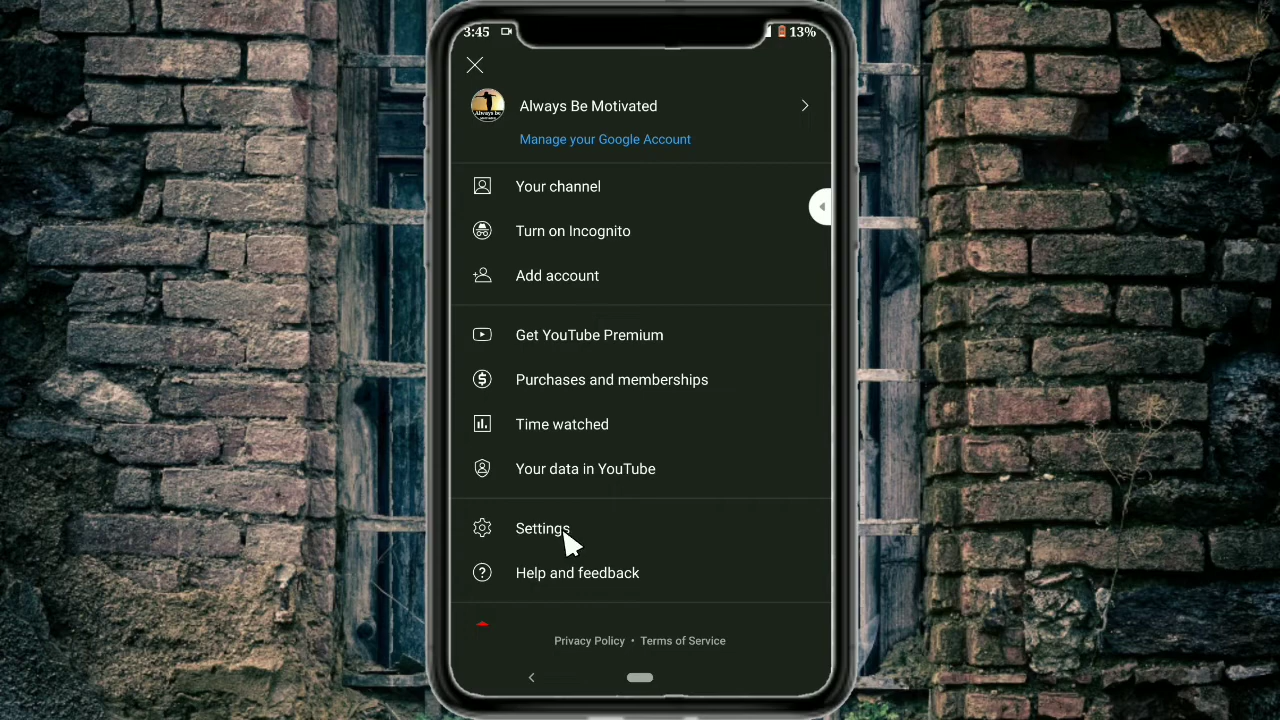 3:45
13%
Always Be Motivated
Manage your Google Account
Your channel
Turn on Incognito
Add account
Get YouTube Premium
Purchases and memberships
Time watched
Your data in YouTube
Settings
Help and feedback
Privacy Policy • Terms of Service